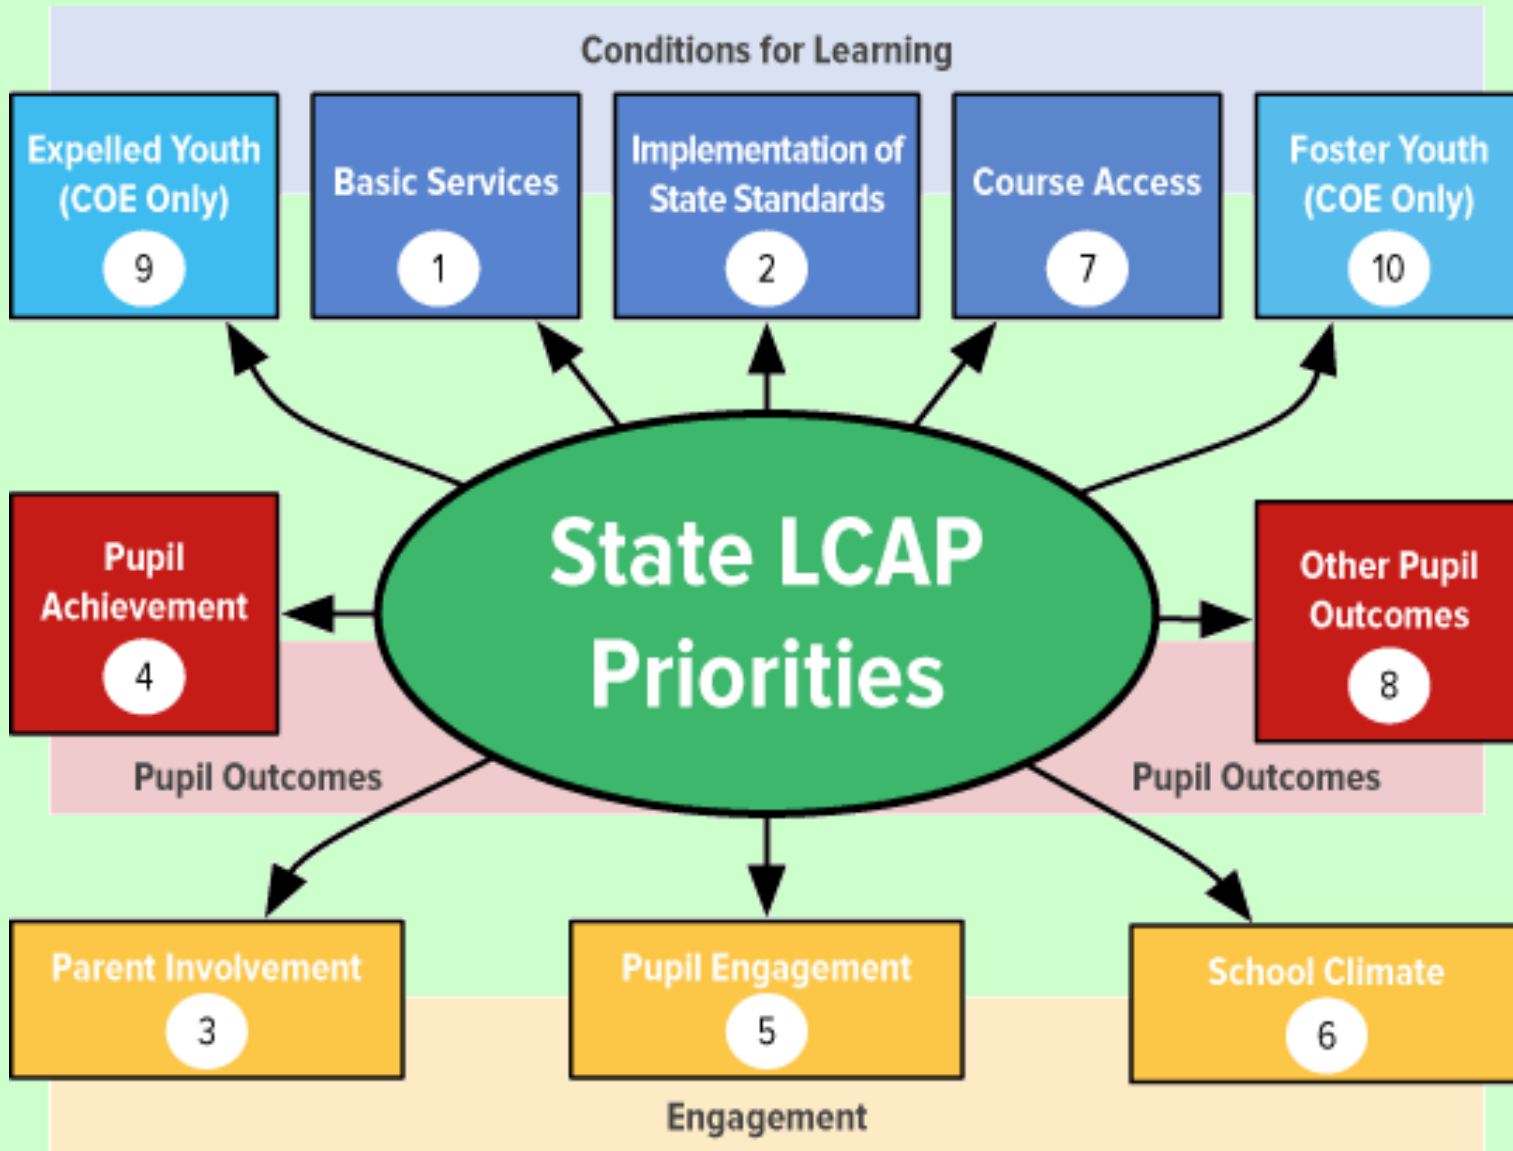 Conditions for Learning
Expelled Youth
(COE Only)
9
Basic Services
1
Implementation of
State Standards
2
Course Access
7
Foster Youth
(COE Only)
10
State LCAP
Priorities
Pupil
Achievement
4
Other Pupil
Outcomes
8
Pupil Outcomes
Pupil Outcomes
Parent Involvement
3
Pupil Engagement
5
School Climate
6
Engagement